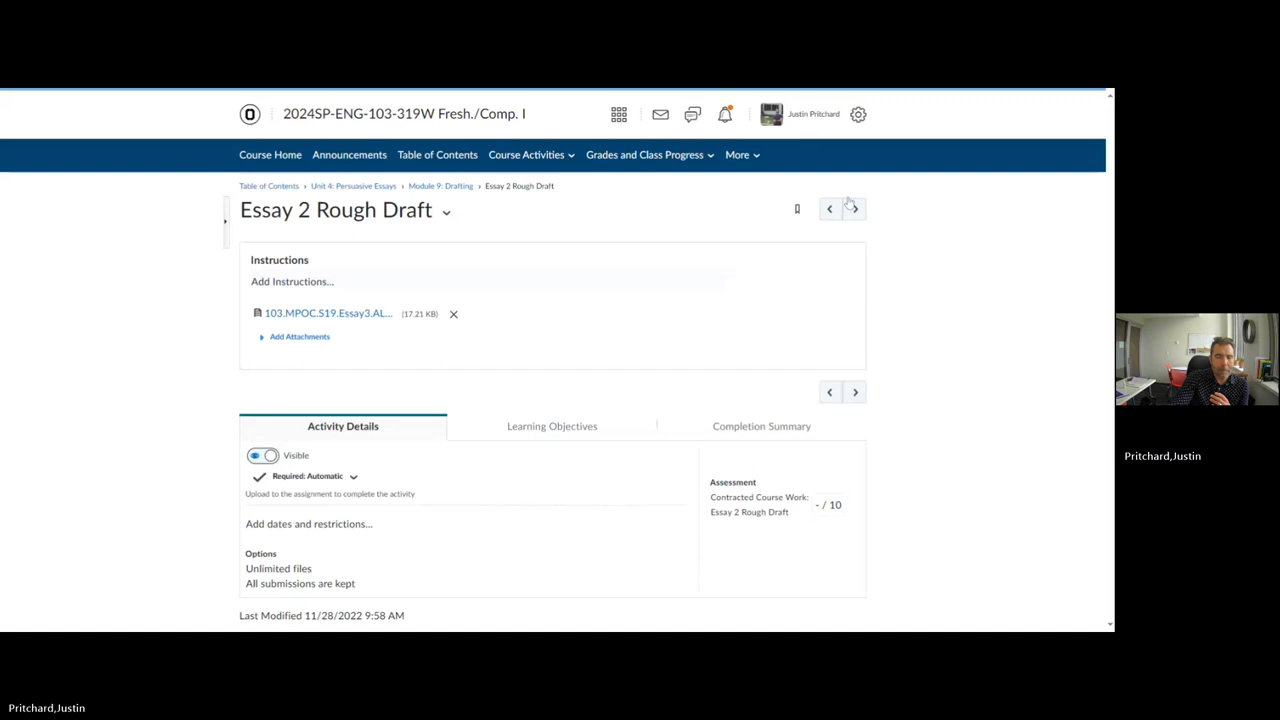 2024SP-ENG-103-319W Fresh./Comp. I
Justin Pritchard
Course Home Announcements Table of Contents Course Activities Grades and Class Progress More
Table of Contents › Unit 4: Persuasive Essays › Module 9: Drafting › Essay 2 Rough Draft
Essay 2 Rough Draft
Instructions
Add Instructions...
103.MPOC.S19.Essay3.AL... (17.21 KB)
Add Attachments
Activity Details Learning Objectives Completion Summary
Visible
Required: Automatic
Upload to the assignment to complete the activity
Assessment
Contracted Course Work:
Essay 2 Rough Draft
- / 10
Add dates and restrictions...
Options
Unlimited files
All submissions are kept
Last Modified 11/28/2022 9:58 AM
Pritchard,Justin
Pritchard,Justin